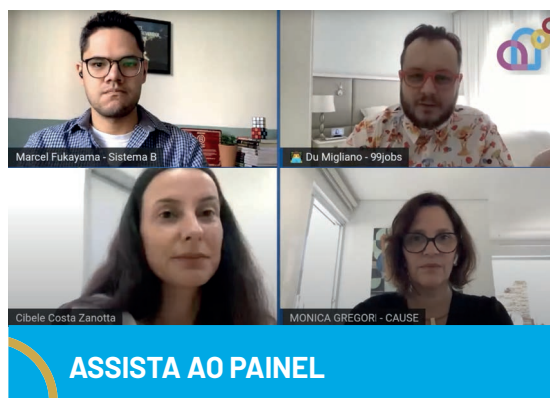 Marcel Fukayama - Sistema B
Du Migliano - 99jobs
Cibele Costa Zanotta
MONICA GREGORI - CAUSE
ASSISTA AO PAINEL